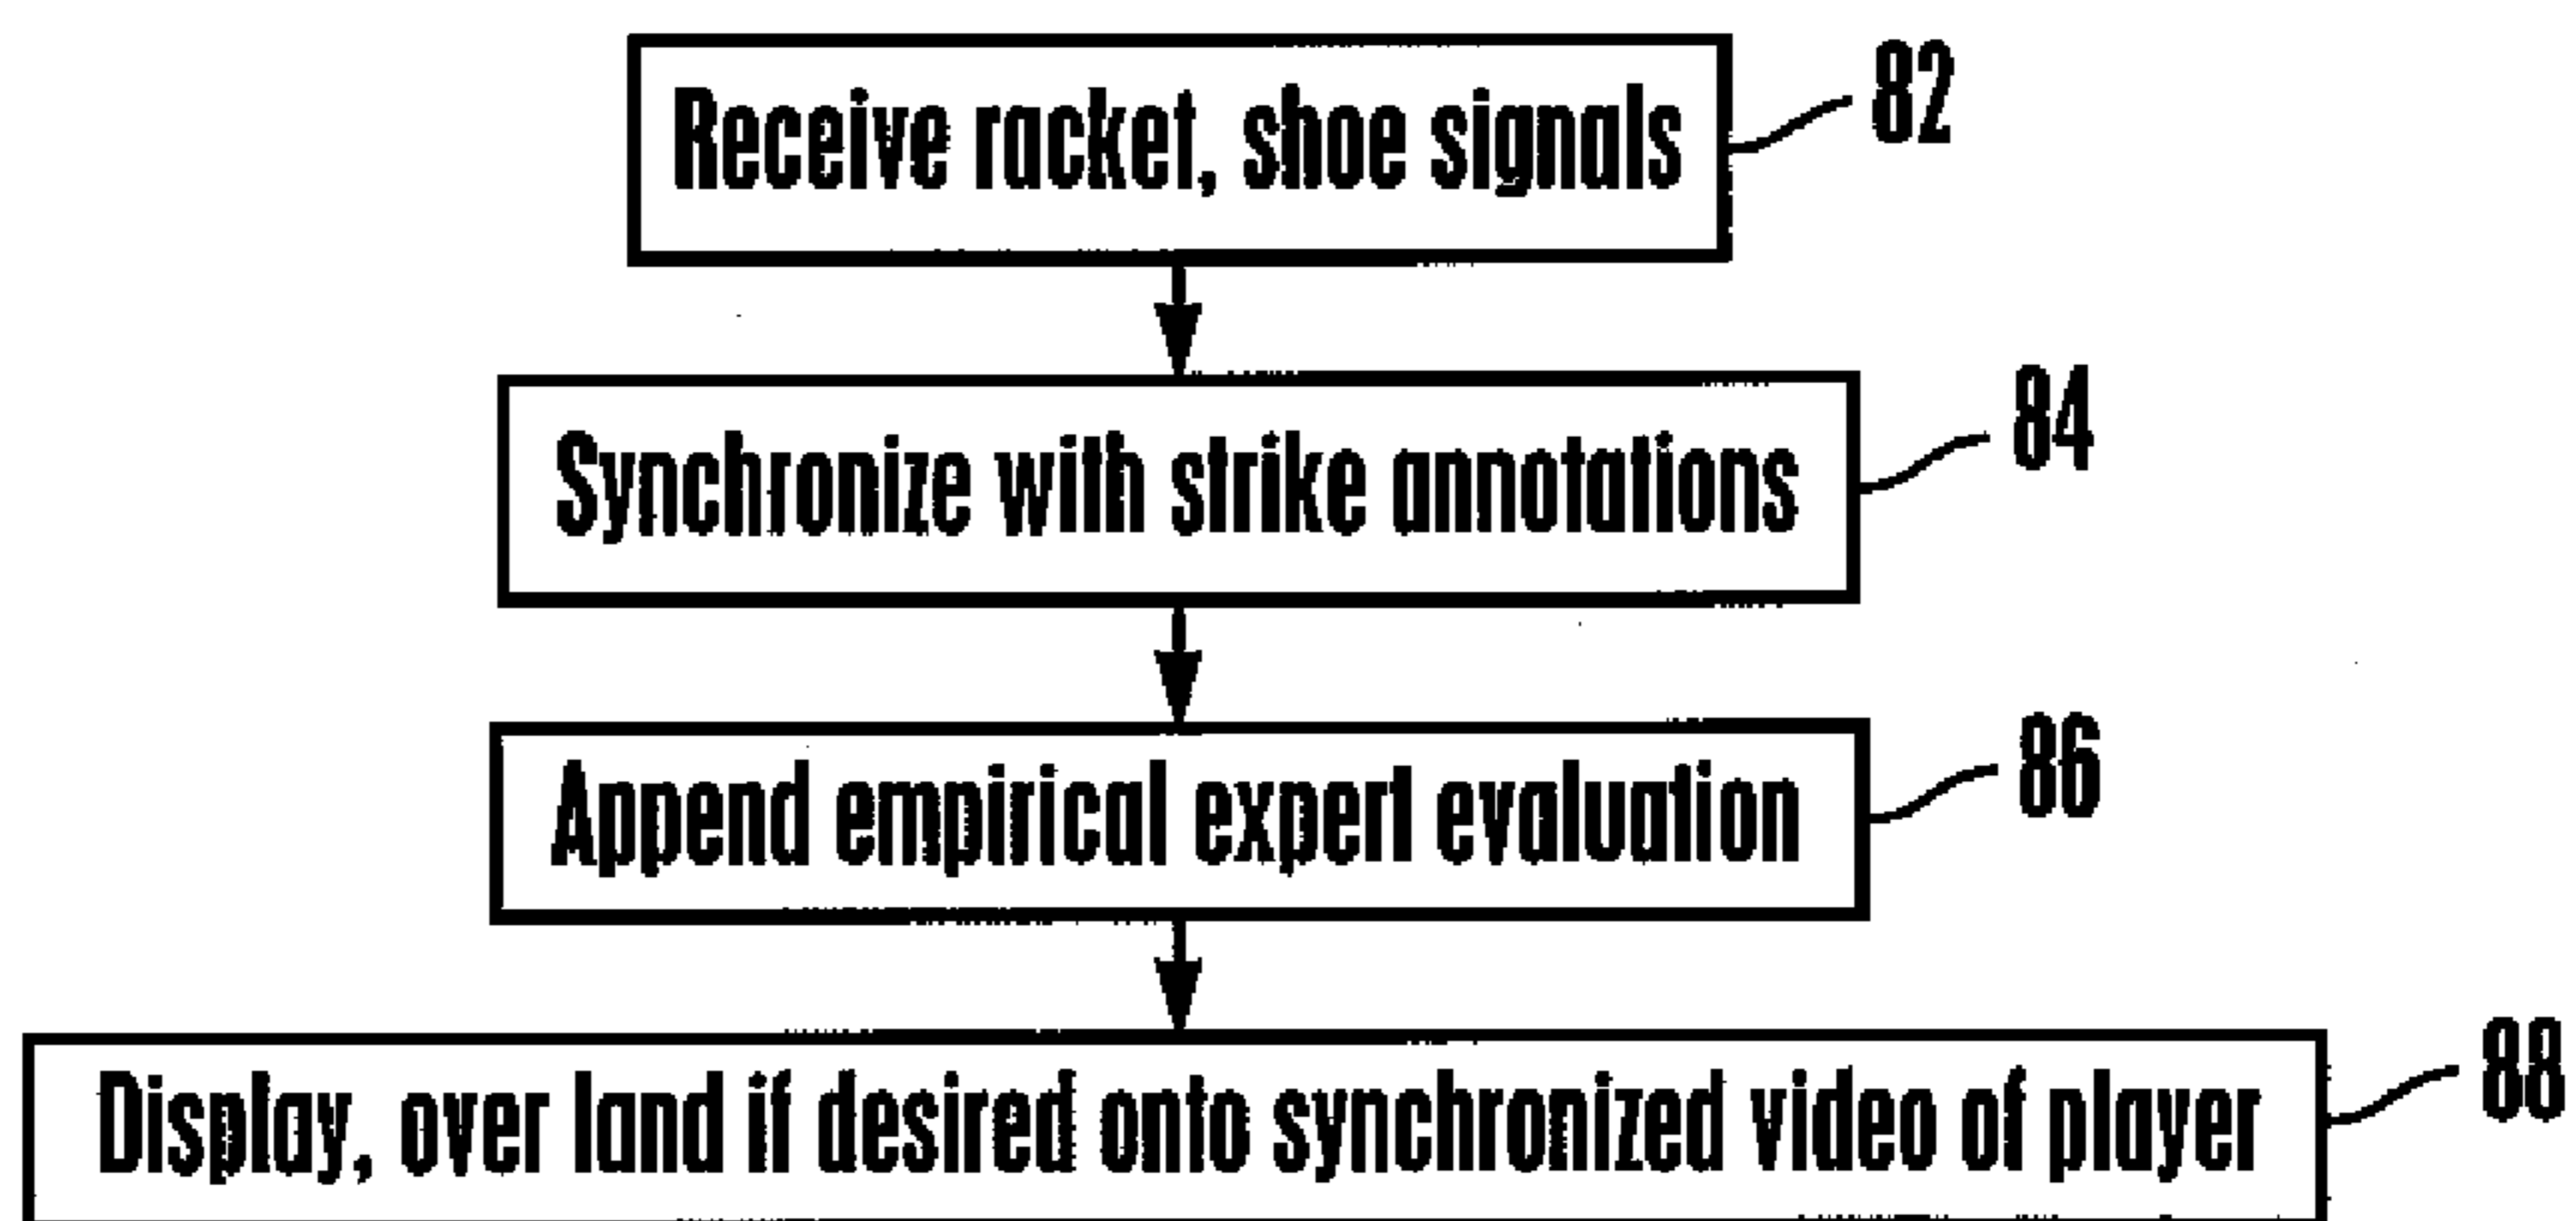 Receive racket, shoe signals
82
Synchronize with strike annotations
84
Append empirical expert evaluation
86
Display, over land if desired onto synchronized video of player
88